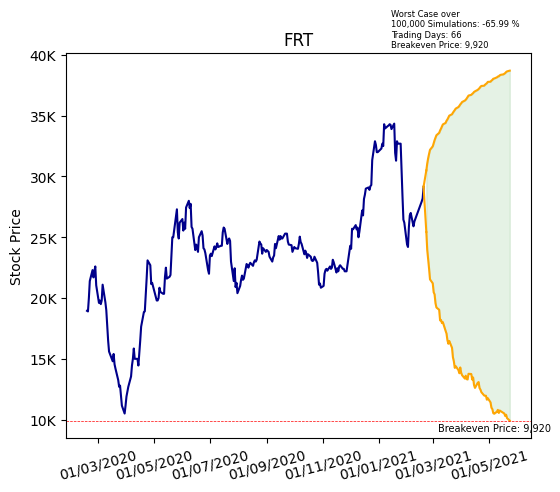 Worst Case over
100,000 Simulations: -65.99 %
Trading Days: 66
Breakeven Price: 9,920
FRT
Stock Price
40K
35K
30K
25K
20K
15K
10K
Breakeven Price: 9,920
01/03/2020
01/05/2020
01/07/2020
01/09/2020
01/11/2020
01/01/2021
01/03/2021
01/05/2021